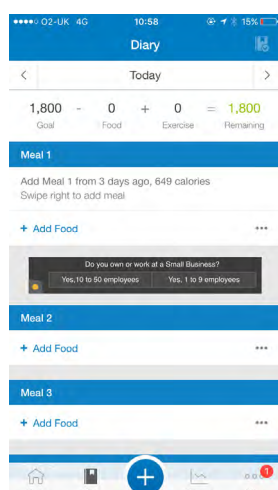 O2-UK 4G 10:58 15%
Diary
Today
1,800 - 0 + 0 = 1,800
Goal Food Exercise Remaining
Meal 1
Add Meal 1 from 3 days ago, 649 calories
Swipe right to add meal
+ Add Food
Do you own or work at a Small Business?
Yes,10 to 50 employees Yes, 1 to 9 employees
Meal 2
+ Add Food
Meal 3
+ Add Food
1